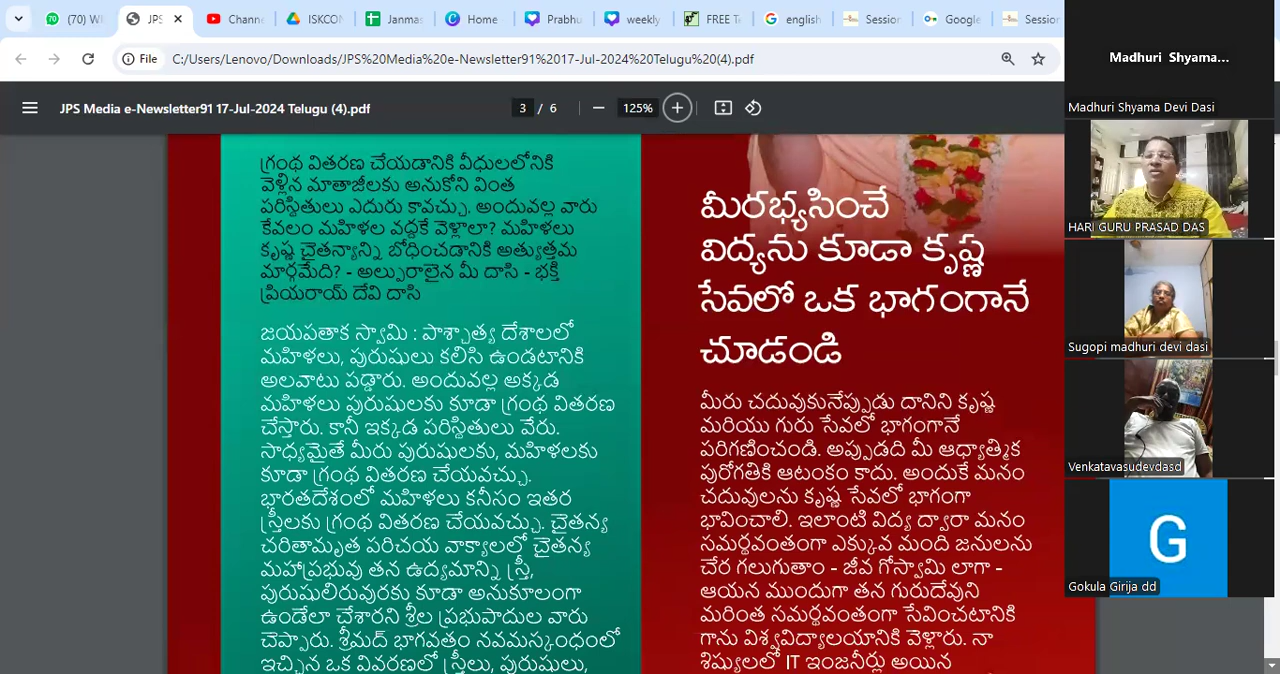 (70) W
JPS
Chann
ISKCON
Janmas
Home
Prabhu
weekly
FREE T
english
Session
Google
Session
File
C:/Users/Lenovo/Downloads/JPS%20Media%20e-Newsletter91%2017-Jul-2024%20Telugu%20(4).pdf
JPS Media e-Newsletter91 17-Jul-2024 Telugu (4).pdf
3 / 6
125%
గ్రంథ వితరణ చేయడానికి వీధులలోనికి
వెళ్లిన మాతాజీలకు అనుకోని వింత
పరిస్థితులు ఎదురు కావచ్చు. అందువల్ల వారు
కేవలం మహిళల వద్దకే వెళ్లాలా? మహిళలు
కృష్ణ చైతన్యాన్ని బోధించడానికి అత్యుత్తమ
మార్గమేది? - అల్పురాలైన మీ దాసి - భక్తి
ప్రియరాయ్ దేవి దాసి
జయపతాక స్వామి : పాశ్చాత్య దేశాలలో
మహిళలు, పురుషులు కలిసి ఉండటానికి
అలవాటు పడ్డారు. అందువల్ల అక్కడ
మహిళలు పురుషులకు కూడా గ్రంథ వితరణ
చేస్తారు. కానీ ఇక్కడ పరిస్థితులు వేరు.
సాధ్యమైతే మీరు పురుషులకు, మహిళలకు
కూడా గ్రంథ వితరణ చేయవచ్చు.
భారతదేశంలో మహిళలు కనీసం ఇతర
స్త్రీలకు గ్రంథ వితరణ చేయవచ్చు. చైతన్య
చరితామృత పరిచయ వాక్యాలలో చైతన్య
మహాప్రభువు తన ఉద్యమాన్ని స్త్రీ,
పురుషులిరువురకు కూడా అనుకూలంగా
ఉండేలా చేశారని శ్రీల ప్రభుపాదుల వారు
చెప్పారు. శ్రీమద్ భాగవతం నవమస్కంధంలో
ఇచ్చిన ఒక వివరణలో స్త్రీలు, పురుషులు,
మీరభ్యసించే
విద్యను కూడా కృష్ణ
సేవలో ఒక భాగంగానే
చూడండి
మీరు చదువుకునేప్పుడు దానిని కృష్ణ
మరియు గురు సేవలో భాగంగానే
పరిగణించండి. అప్పుడది మీ ఆధ్యాత్మిక
పురోగతికి ఆటంకం కాదు. అందుకే మనం
చదువులను కృష్ణ సేవలో భాగంగా
భావించాలి. ఇలాంటి విద్య ద్వారా మనం
సమర్థవంతంగా ఎక్కువ మంది జనులను
చేర గలుగుతాం - జీవ గోస్వామి లాగా -
ఆయన ముందుగా తన గురుదేవుని
మరింత సమర్థవంతంగా సేవించటానికి
గాను విశ్వవిద్యాలయానికి వెళ్లారు. నా
శిష్యులలో IT ఇంజనీర్లు అయిన
Madhuri Shyama...
Madhuri Shyama Devi Dasi
HARI GURU PRASAD DAS
Sugopi madhuri devi dasi
Venkatavasudevdasd
G
Gokula Girija dd